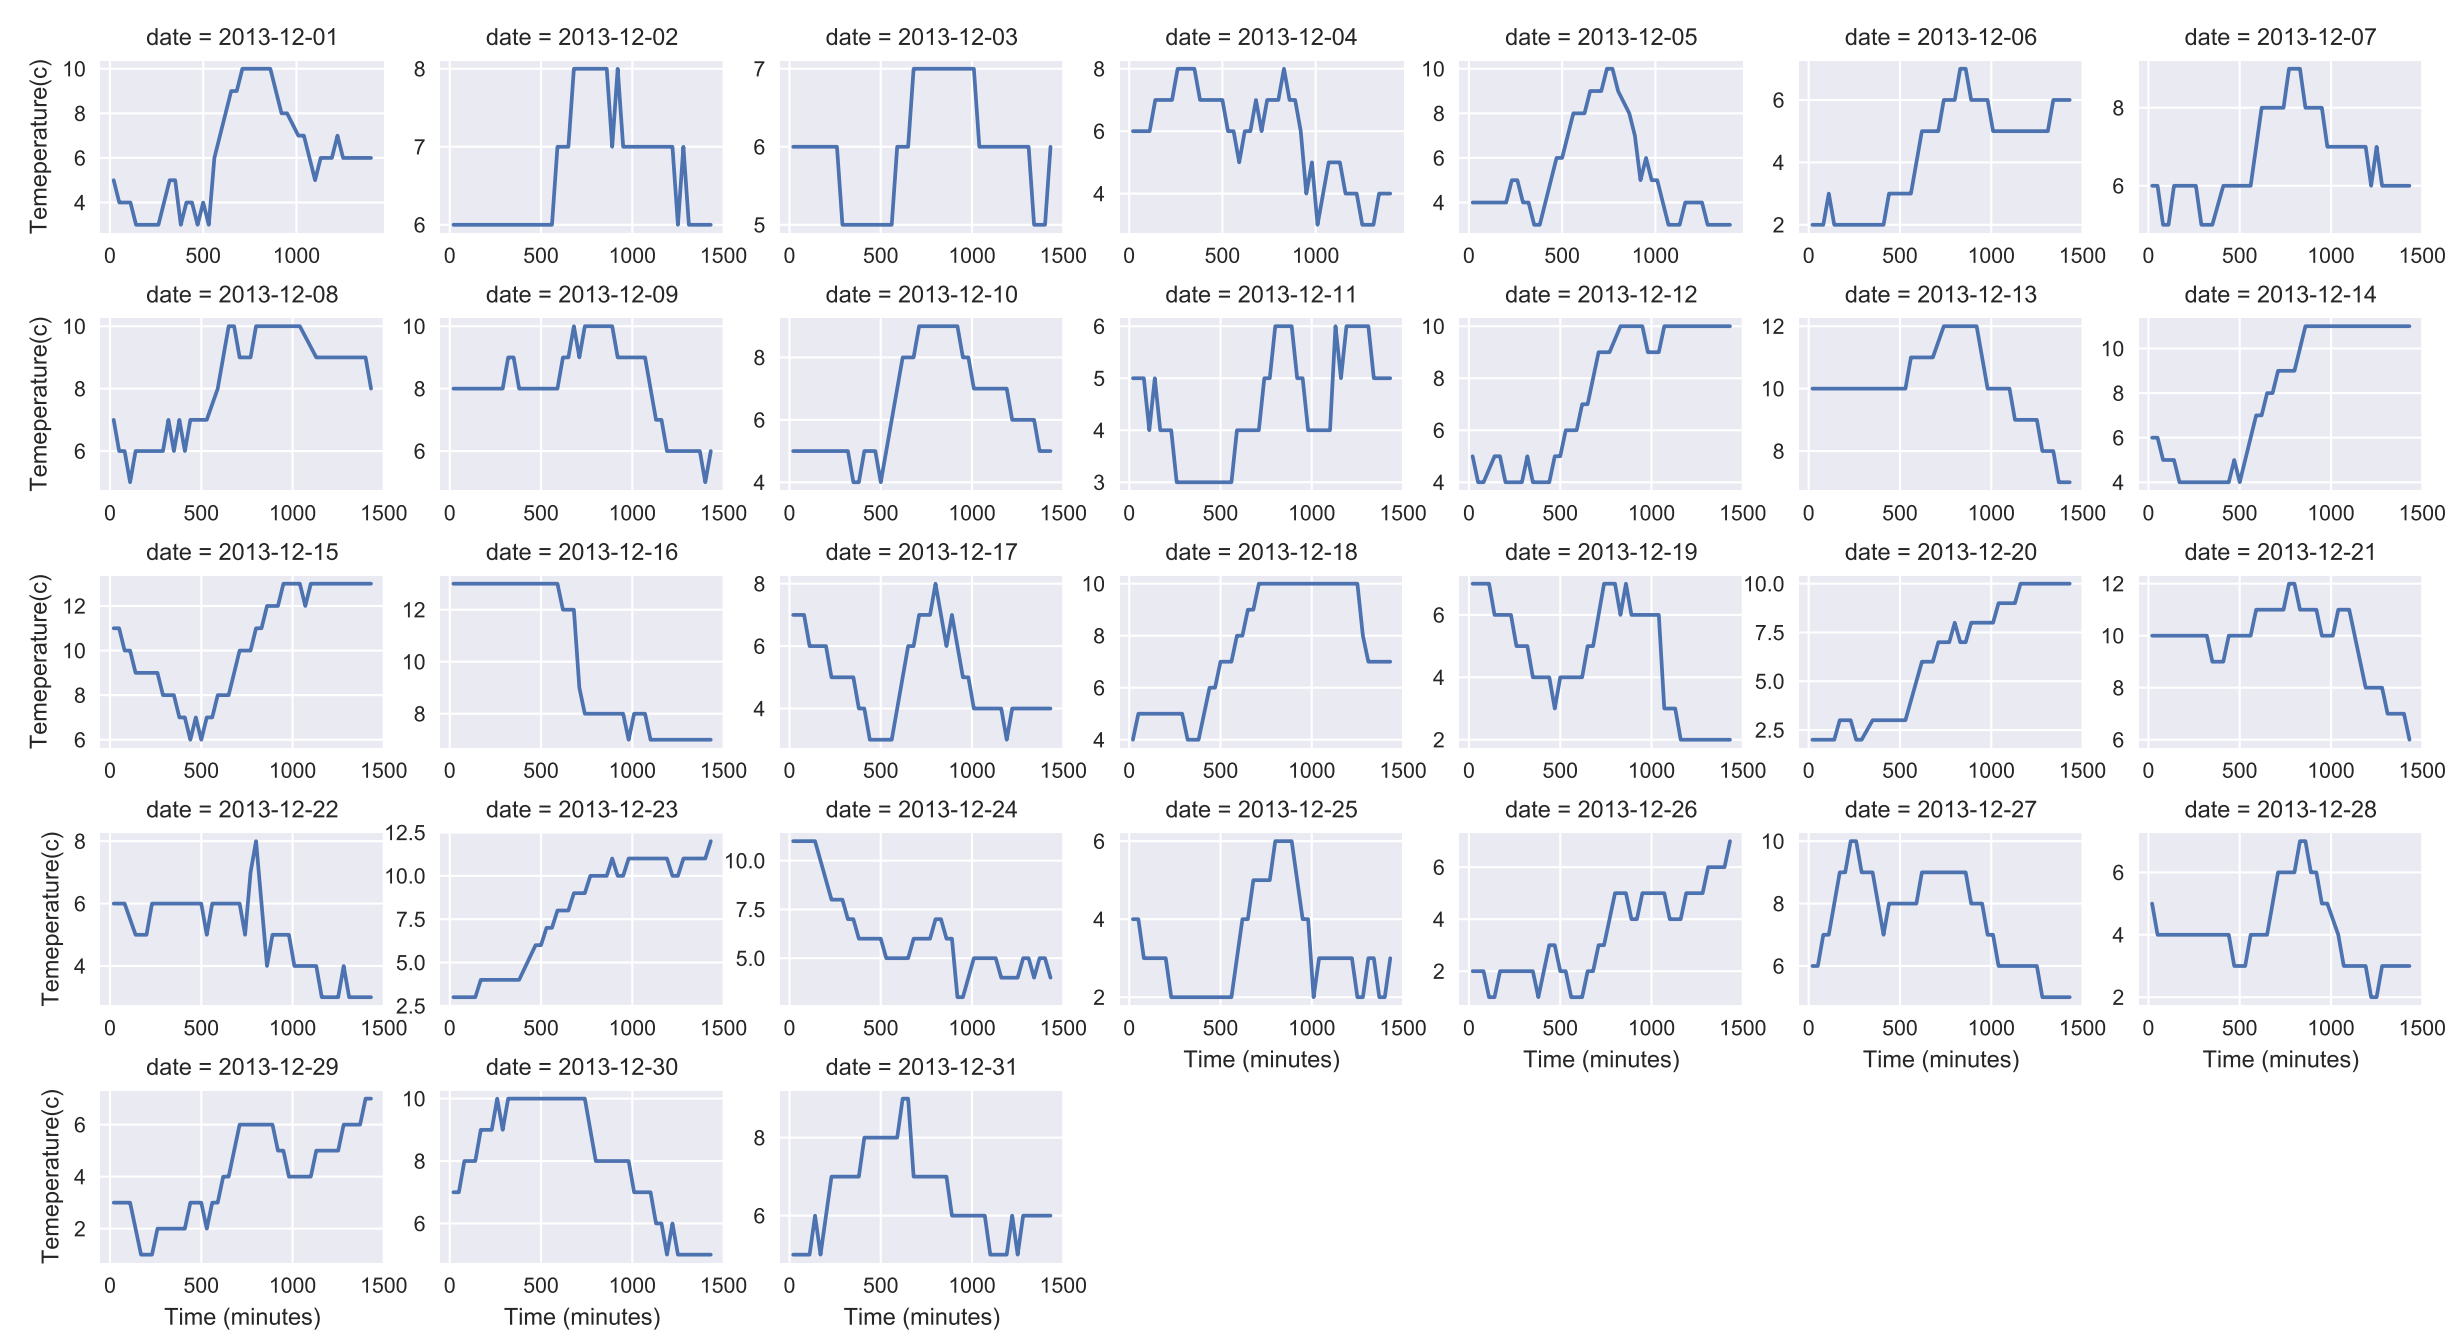 date = 2013-12-01 date = 2013-12-02 date = 2013-12-03 date = 2013-12-04 date = 2013-12-05 date = 2013-12-06 date = 2013-12-07
Temeperature(c)
10 8 6 4
0 500 1000
8 7 6
0 500 1000 1500
7 6 5
0 500 1000 1500
8 6 4
0 500 1000
10 8 6 4
0 500 1000
6 4 2
0 500 1000 1500
8 6
0 500 1000 1500
date = 2013-12-08 date = 2013-12-09 date = 2013-12-10 date = 2013-12-11 date = 2013-12-12 date = 2013-12-13 date = 2013-12-14
Temeperature(c)
10 8 6
0 500 1000 1500
10 8 6
0 500 1000 1500
8 6 4
0 500 1000 1500
6 5 4 3
0 500 1000 1500
10 8 6 4
0 500 1000 1500
12 10 8
0 500 1000 1500
10 8 6 4
0 500 1000 1500
date = 2013-12-15 date = 2013-12-16 date = 2013-12-17 date = 2013-12-18 date = 2013-12-19 date = 2013-12-20 date = 2013-12-21
Temeperature(c)
12 10 8 6
0 500 1000 1500
12 10 8
0 500 1000 1500
8 6 4
0 500 1000 1500
10 8 6 4
0 500 1000 1500
6 4 2
0 500 1000 1500
10.0 7.5 5.0 2.5
0 500 1000 1500
12 10 8 6
0 500 1000 1500
date = 2013-12-22 date = 2013-12-23 date = 2013-12-24 date = 2013-12-25 date = 2013-12-26 date = 2013-12-27 date = 2013-12-28
Temeperature(c)
8 6 4
0 500 1000 1500
12.5 10.0 7.5 5.0 2.5
0 500 1000 1500
10.0 7.5 5.0
0 500 1000 1500
6 4 2
0 500 1000 1500
6 4 2
0 500 1000 1500
10 8 6
0 500 1000 1500
6 4 2
0 500 1000 1500
Time (minutes) Time (minutes) Time (minutes) Time (minutes)
date = 2013-12-29 date = 2013-12-30 date = 2013-12-31
Temeperature(c)
6 4 2
0 500 1000 1500
10 8 6
0 500 1000 1500
8 6
0 500 1000 1500
Time (minutes) Time (minutes) Time (minutes)